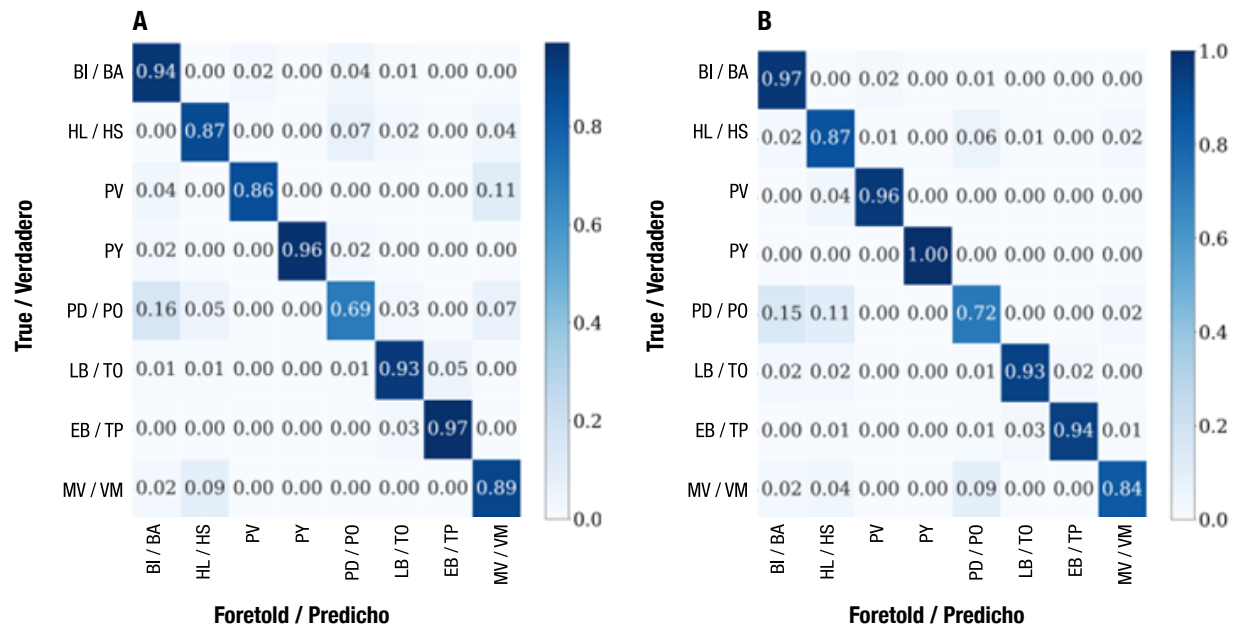 A
BI / BA 0.94 0.00 0.02 0.00 0.04 0.01 0.00 0.00
HL / HS 0.00 0.87 0.00 0.00 0.07 0.02 0.00 0.04
PV 0.04 0.00 0.86 0.00 0.00 0.00 0.00 0.11
PY 0.02 0.00 0.00 0.96 0.02 0.00 0.00 0.00
PD / PO 0.16 0.05 0.00 0.00 0.69 0.03 0.00 0.07
LB / TO 0.01 0.01 0.00 0.00 0.01 0.93 0.05 0.00
EB / TP 0.00 0.00 0.00 0.00 0.00 0.03 0.97 0.00
MV / VM 0.02 0.09 0.00 0.00 0.00 0.00 0.00 0.89
BI / BA HL / HS PV PY PD / PO LB / TO EB / TP MV / VM
True / Verdadero
Foretold / Predicho
0.8
0.6
0.4
0.2
0.0
B
BI / BA 0.97 0.00 0.02 0.00 0.01 0.00 0.00 0.00
HL / HS 0.02 0.87 0.01 0.00 0.06 0.01 0.00 0.02
PV 0.00 0.04 0.96 0.00 0.00 0.00 0.00 0.00
PY 0.00 0.00 0.00 1.00 0.00 0.00 0.00 0.00
PD / PO 0.15 0.11 0.00 0.00 0.72 0.00 0.00 0.02
LB / TO 0.02 0.02 0.00 0.00 0.01 0.93 0.02 0.00
EB / TP 0.00 0.01 0.00 0.00 0.01 0.03 0.94 0.01
MV / VM 0.02 0.04 0.00 0.00 0.09 0.00 0.00 0.84
BI / BA HL / HS PV PY PD / PO LB / TO EB / TP MV / VM
True / Verdadero
Foretold / Predicho
1.0
0.8
0.6
0.4
0.2
0.0